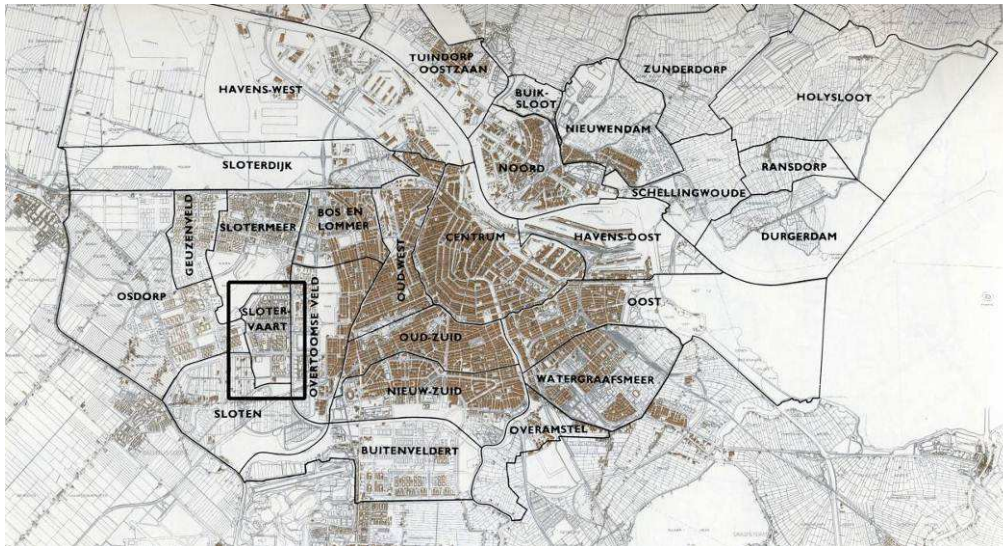 TUINDORP
OOSTZAAN
ZUNDERDORP
HAVENS-WEST
BUIK-
SLOOT
HOLYSLOOT
NIEUWENDAM
SLOTERDIJK
NOORD
RANSDORP
SCHELLINGWOUDE
GEUZENVELD
SLOTERMEER
BOS EN
LOMMER
CENTRUM
HAVENS-OOST
DURGERDAM
OUD-WEST
OSDORP
SLOTER-
VAART
OVERTOOMSE VELD
OOST
OUD-ZUID
WATERGRAAFSMEER
NIEUW-ZUID
SLOTEN
OVERAMSTEL
BUITENVELDERT